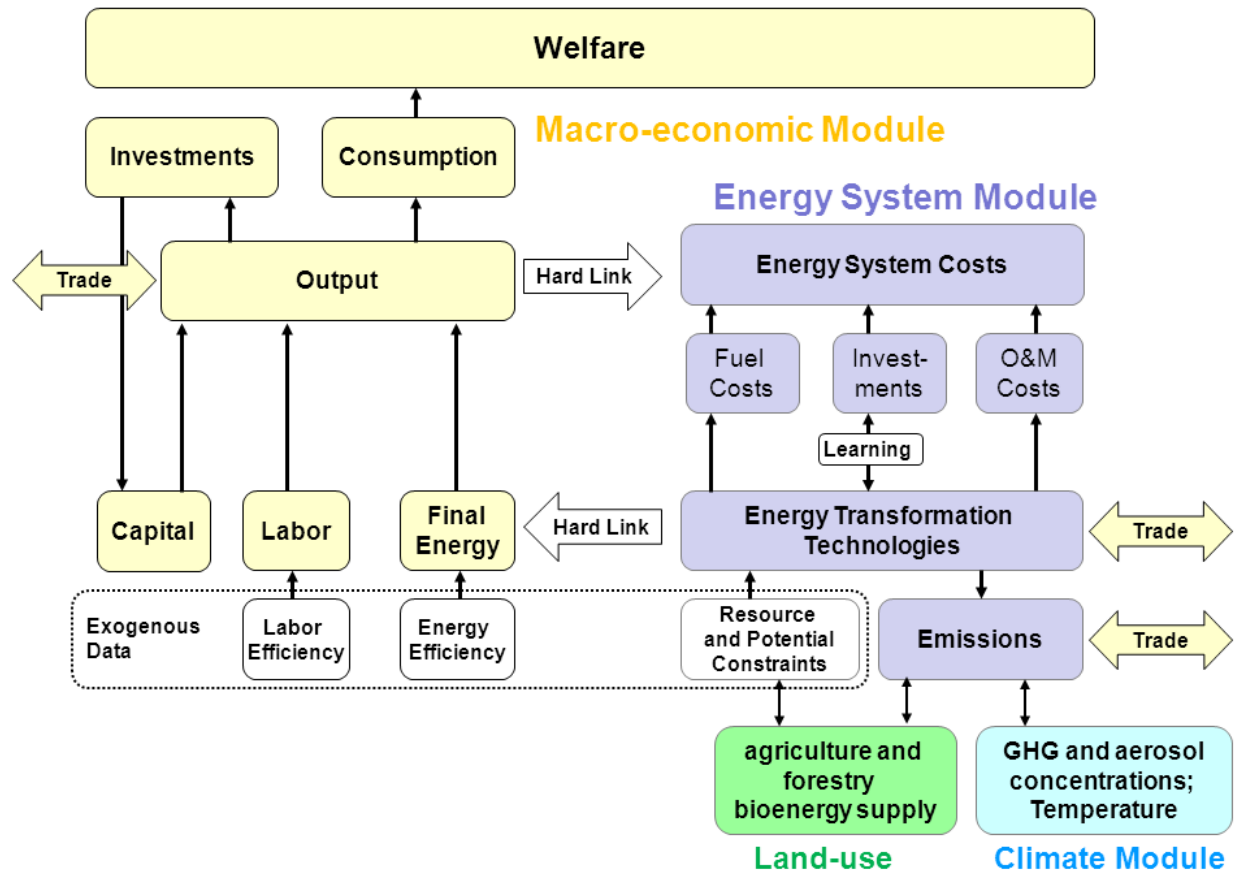 Welfare
Macro-economic Module
Investments
Consumption
Energy System Module
Trade
Output
Hard Link
Energy System Costs
Fuel
Costs
Invest-
ments
O&M
Costs
Learning
Capital
Labor
Final
Energy
Hard Link
Energy Transformation
Technologies
Trade
Exogenous
Data
Labor
Efficiency
Energy
Efficiency
Resource
and Potential
Constraints
Emissions
Trade
agriculture and
forestry
bioenergy supply
GHG and aerosol
concentrations;
Temperature
Land-use
Climate Module